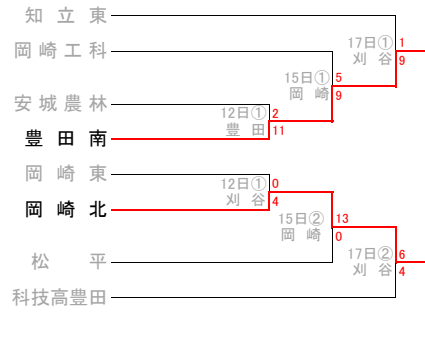 知立東
17日① 1
刈谷 9
岡崎工科
15日① 5
岡崎 9
安城農林
12日① 2
豊田 11
豊田南
岡崎東
12日① 0
刈谷 4
岡崎北
15日② 13
岡崎 0
松平
17日② 6
刈谷 4
科技高豊田